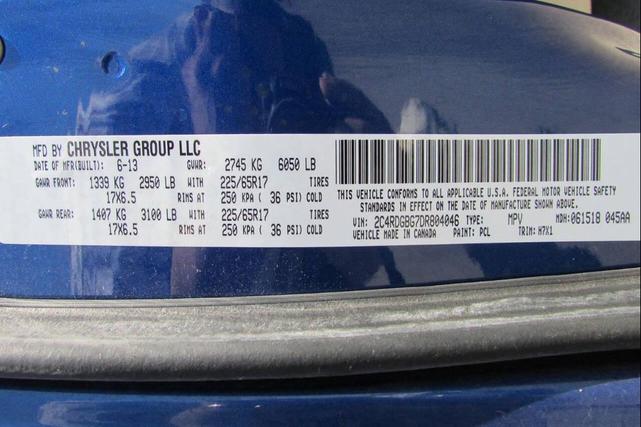 MFD BY CHRYSLER GROUP LLC
DATE OF MFR(BUILT): 6-13 GVWR: 2745 KG 6050 LB
GAWR FRONT: 1339 KG 2950 LB WITH 225/65R17 TIRES
17X6.5 RIMS AT 250 KPA ( 36 PSI) COLD
GAWR REAR: 1407 KG 3100 LB WITH 225/65R17 TIRES
17X6.5 RIMS AT 250 KPA ( 36 PSI) COLD
THIS VEHICLE CONFORMS TO ALL APPLICABLE U.S.A. FEDERAL MOTOR VEHICLE SAFETY
STANDARDS IN EFFECT ON THE DATE OF MANUFACTURE SHOWN ABOVE.
VIN: 2C4RDGBG7DR804046 TYPE: MPV MDH: 061518 045AA
VEHICLE MADE IN CANADA PAINT: PCL TRIM: H7X1